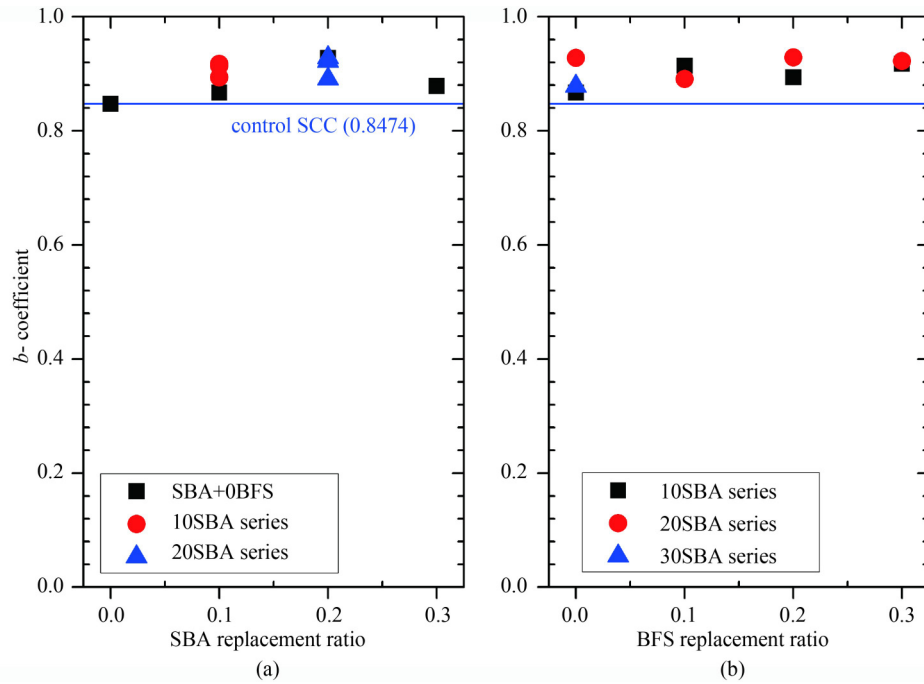 1.0
0.8
0.6
0.4
0.2
0.0
b- coefficient
control SCC (0.8474)
SBA+0BFS
10SBA series
20SBA series
0.0 0.1 0.2 0.3
SBA replacement ratio
(a)
1.0
0.8
0.6
0.4
0.2
0.0
10SBA series
20SBA series
30SBA series
0.0 0.1 0.2 0.3
BFS replacement ratio
(b)